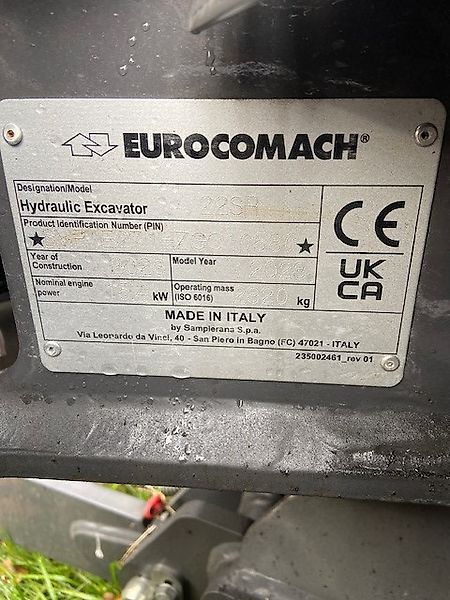 EUROCOMACH®
Designation/Model
Hydraulic Excavator 22SR
Product Identification Number (PIN)
★ ★
Year of Construction Model Year
Nominal engine power kW Operating mass (ISO 6016) kg
CE
UK
CA
MADE IN ITALY
by Sampierana S.p.a.
Via Leonardo da Vinci, 40 - San Piero in Bagno (FC) 47021 - ITALY
235002461_rev 01